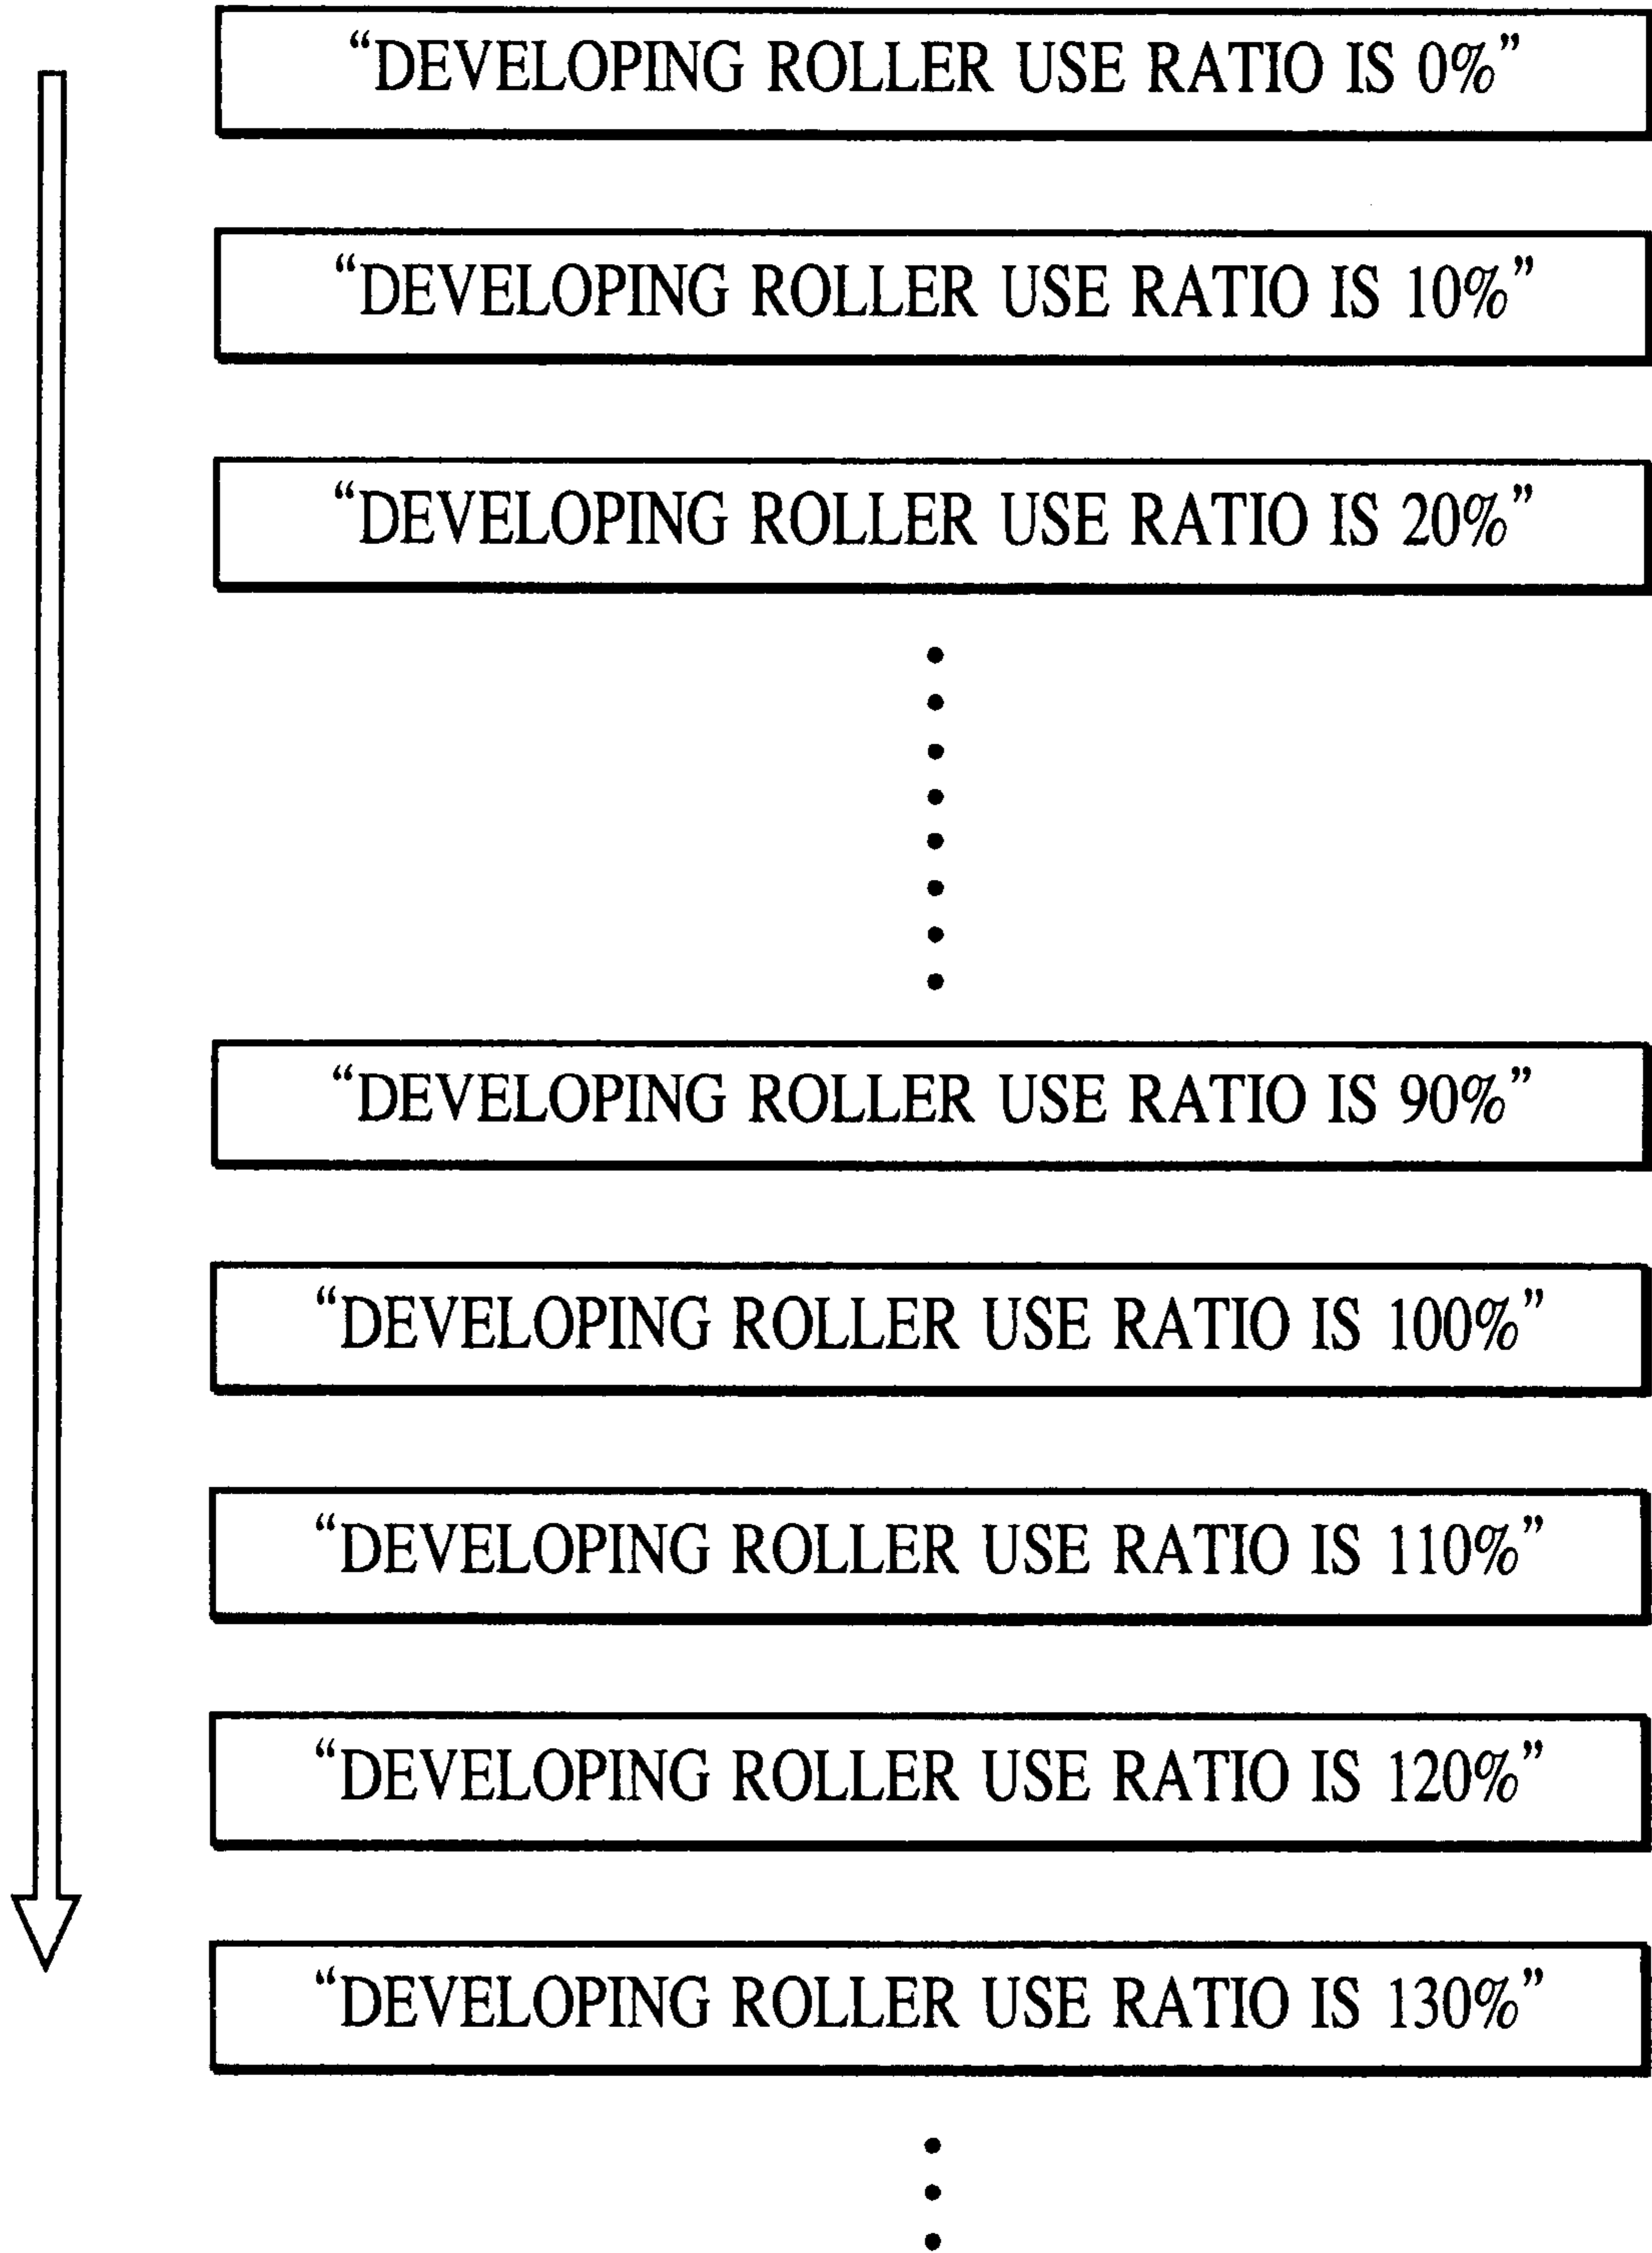 “DEVELOPING ROLLER USE RATIO IS 0%”
“DEVELOPING ROLLER USE RATIO IS 10%”
“DEVELOPING ROLLER USE RATIO IS 20%”
“DEVELOPING ROLLER USE RATIO IS 90%”
“DEVELOPING ROLLER USE RATIO IS 100%”
“DEVELOPING ROLLER USE RATIO IS 110%”
“DEVELOPING ROLLER USE RATIO IS 120%”
“DEVELOPING ROLLER USE RATIO IS 130%”